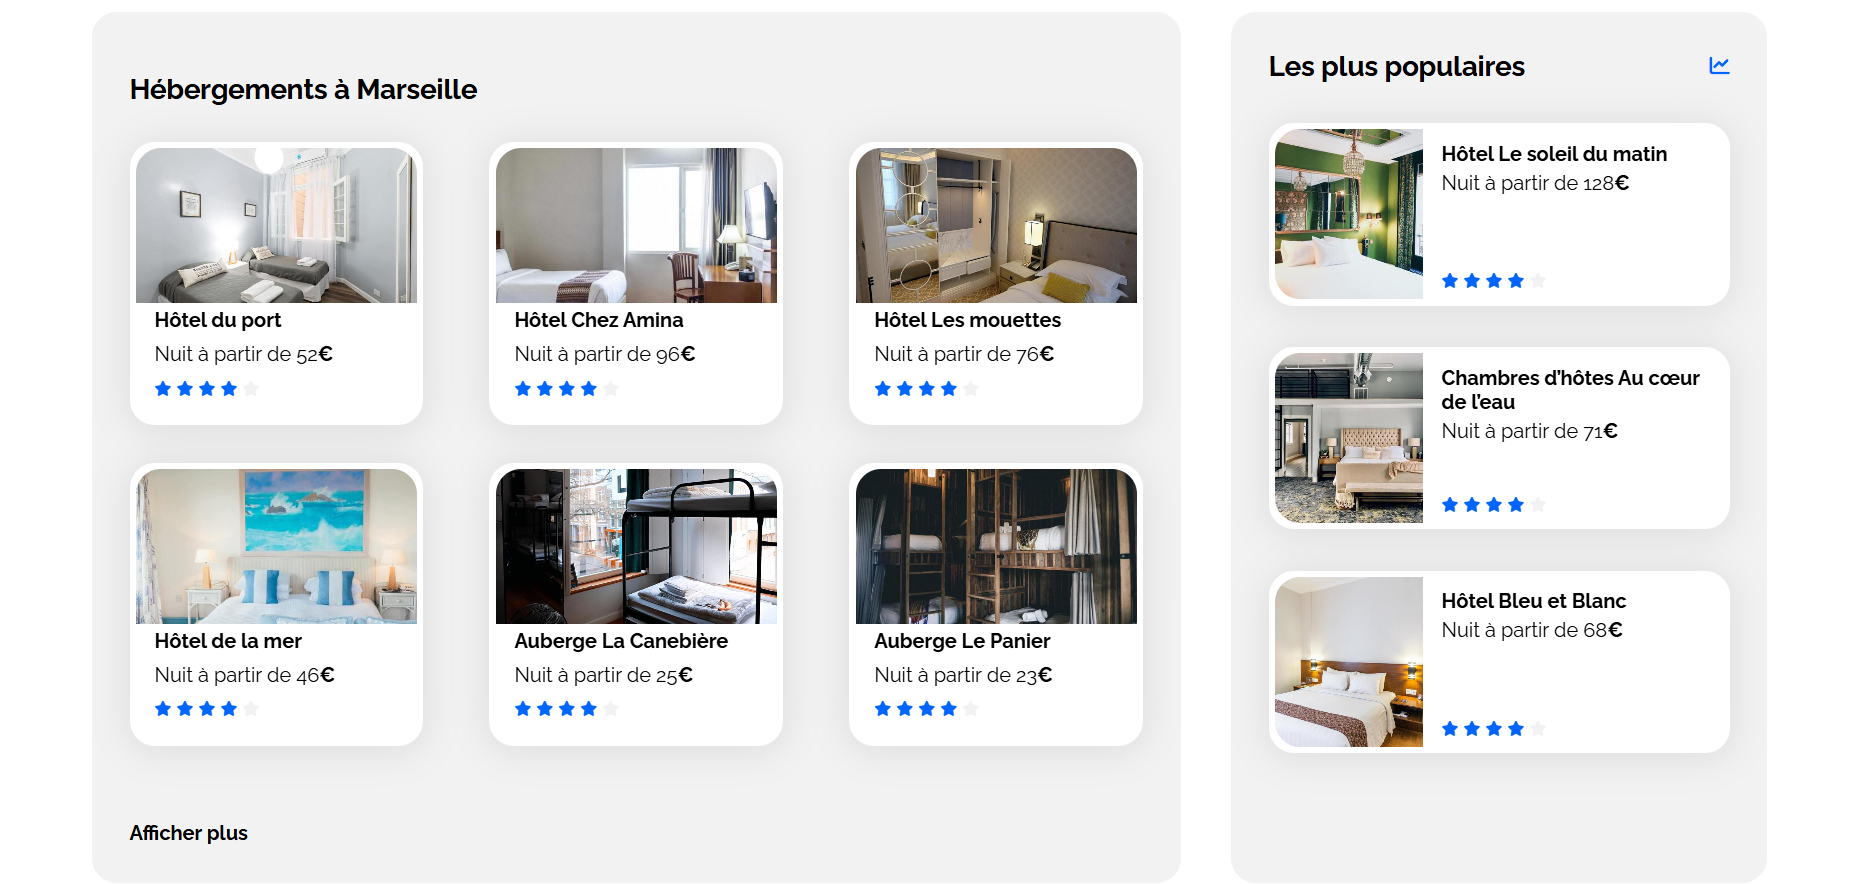 Hébergements à Marseille
Hôtel du port
Nuit à partir de 52€
Hôtel Chez Amina
Nuit à partir de 96€
Hôtel Les mouettes
Nuit à partir de 76€
Hôtel de la mer
Nuit à partir de 46€
Auberge La Canebière
Nuit à partir de 25€
Auberge Le Panier
Nuit à partir de 23€
Afficher plus
Les plus populaires
Hôtel Le soleil du matin
Nuit à partir de 128€
Chambres d’hôtes Au cœur
de l’eau
Nuit à partir de 71€
Hôtel Bleu et Blanc
Nuit à partir de 68€